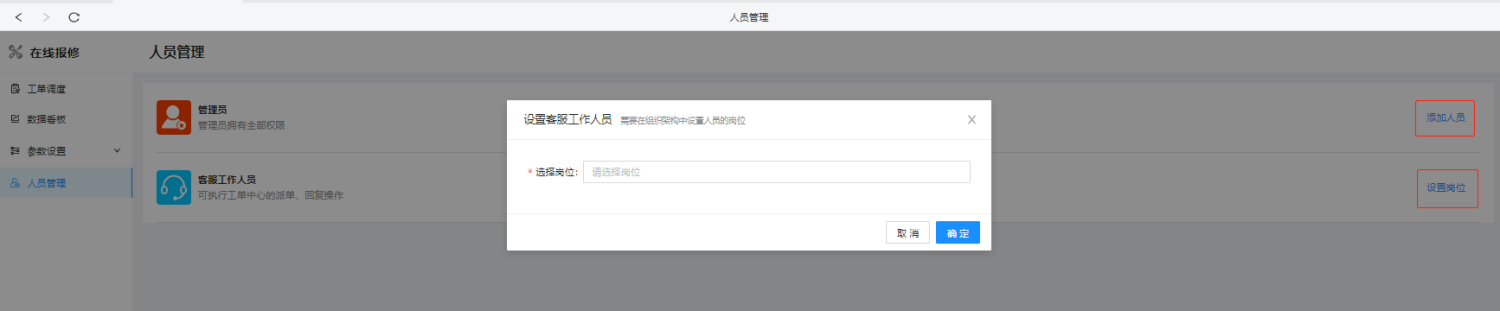 人员管理
在线报修
人员管理
工单调度
数据看板
参数设置
人员管理
管理员
管理员拥有全部权限
添加人员
客服工作人员
可执行工单中心的派单、回复操作
设置岗位
设置客服工作人员 需要在组织架构中设置人员的岗位
* 选择岗位: 请选择岗位
取消 确定